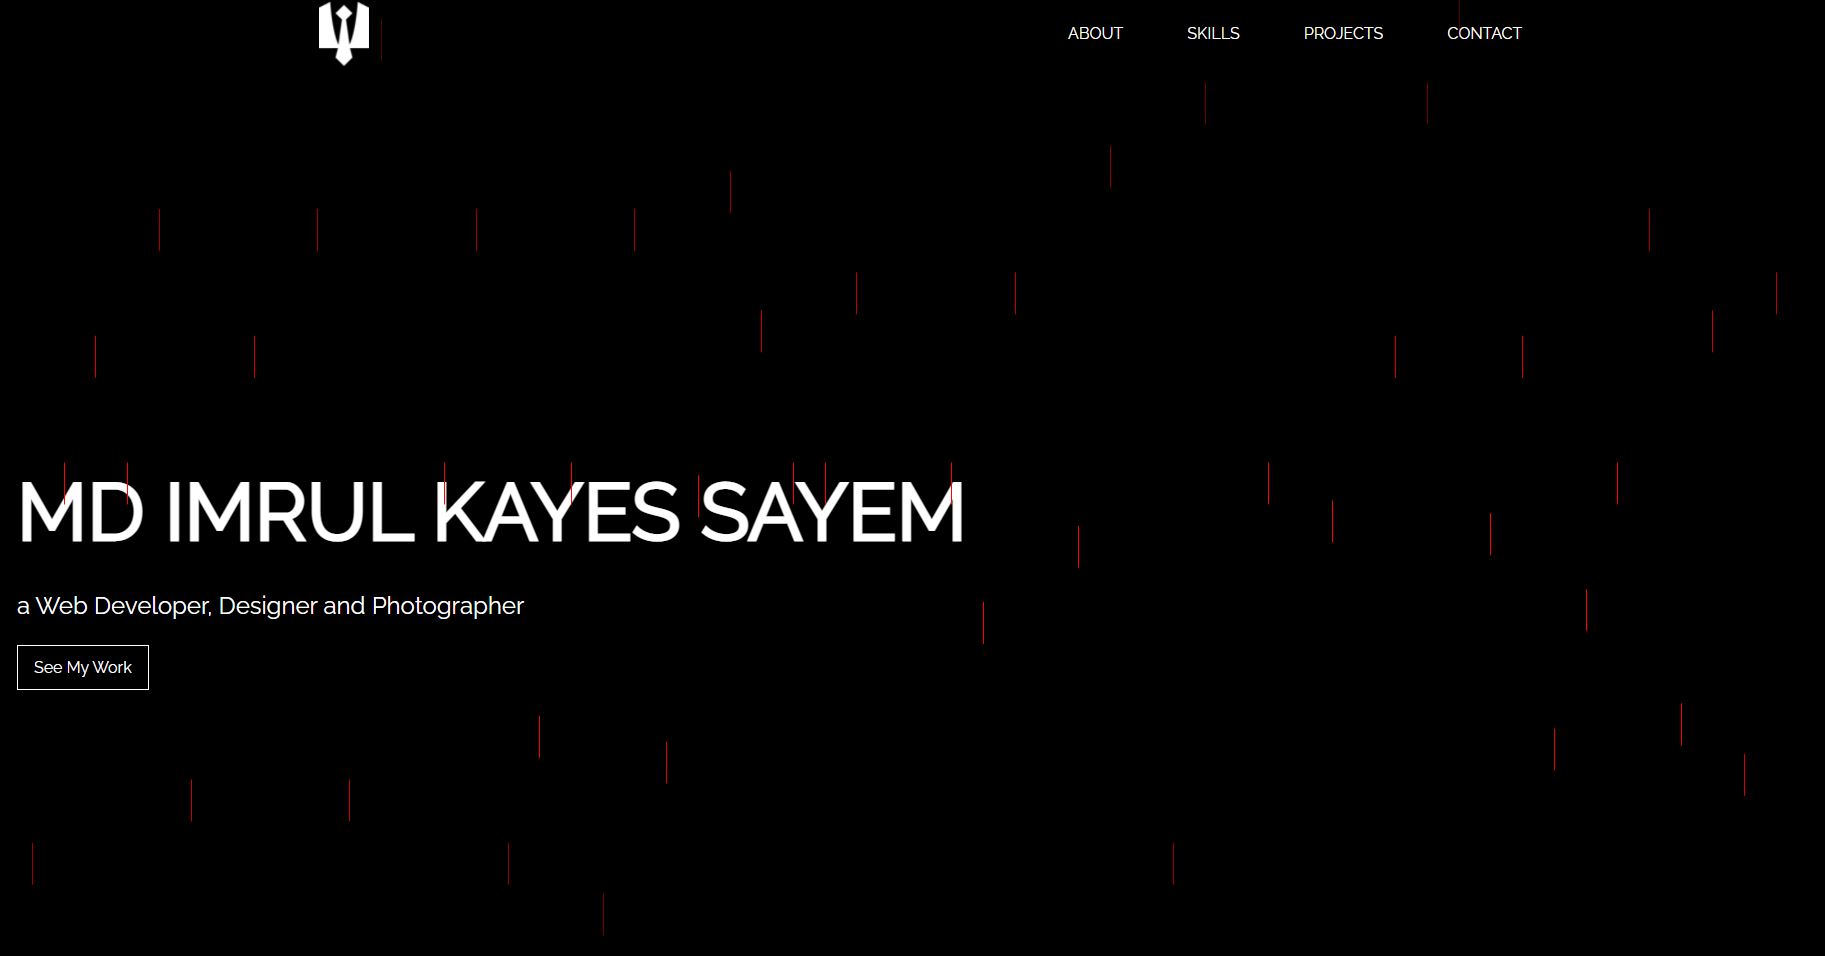 ABOUT SKILLS PROJECTS CONTACT
MD IMRUL KAYES SAYEM
a Web Developer, Designer and Photographer
See My Work